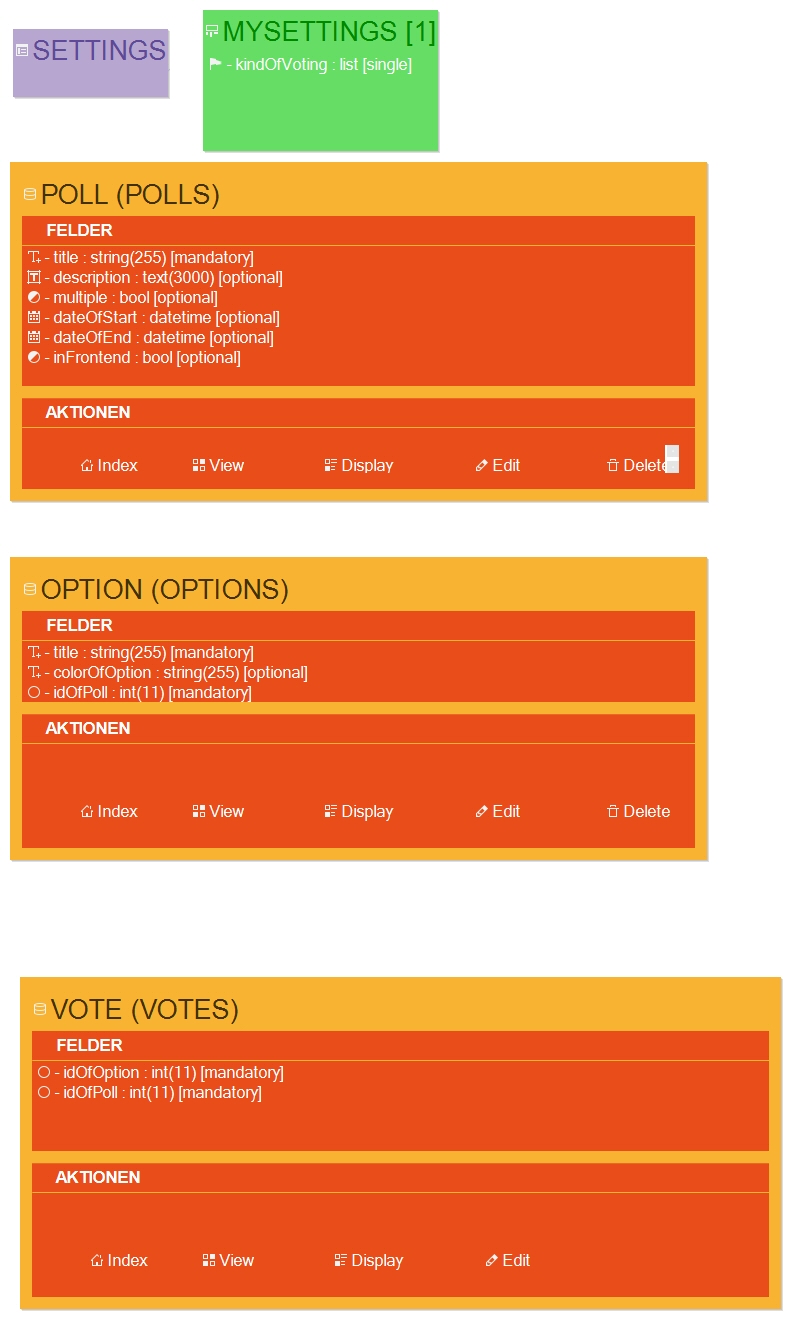 SETTINGS
MYSETTINGS [1]
- kindOfVoting : list [single]
POLL (POLLS)
FELDER
- title : string(255) [mandatory]
- description : text(3000) [optional]
- multiple : bool [optional]
- dateOfStart : datetime [optional]
- dateOfEnd : datetime [optional]
- inFrontend : bool [optional]
AKTIONEN
Index View Display Edit Delete
OPTION (OPTIONS)
FELDER
- title : string(255) [mandatory]
- colorOfOption : string(255) [optional]
- idOfPoll : int(11) [mandatory]
AKTIONEN
Index View Display Edit Delete
VOTE (VOTES)
FELDER
- idOfOption : int(11) [mandatory]
- idOfPoll : int(11) [mandatory]
AKTIONEN
Index View Display Edit